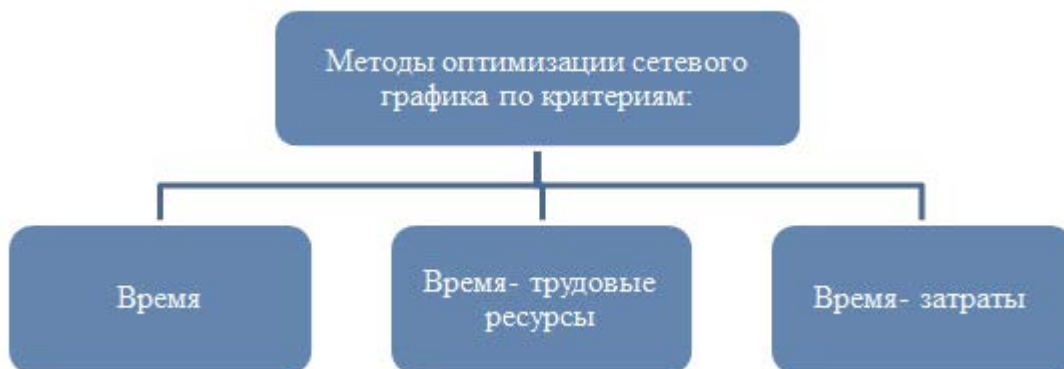 Методы оптимизации сетевого
графика по критериям:
Время
Время- трудовые
ресурсы
Время- затраты